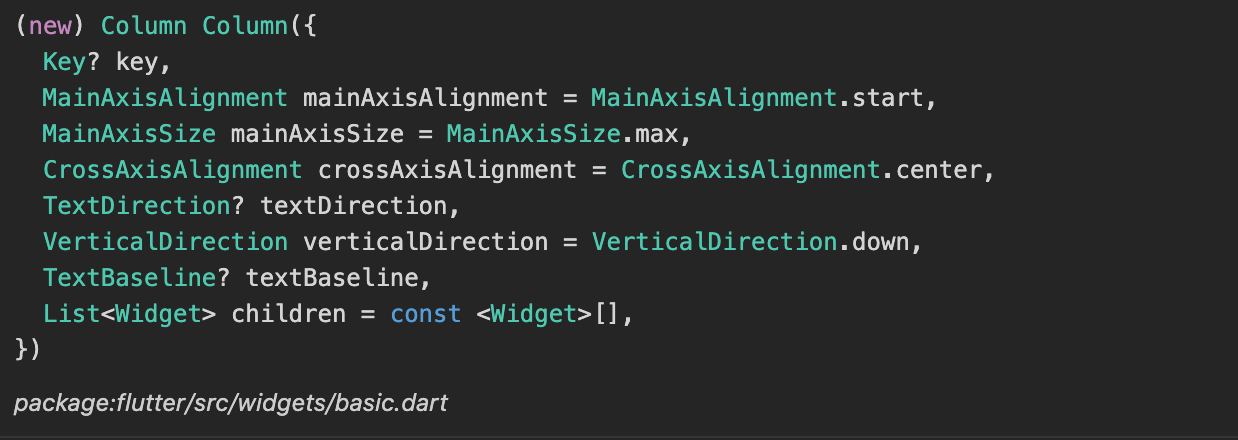 (new) Column Column({
  Key? key,
  MainAxisAlignment mainAxisAlignment = MainAxisAlignment.start,
  MainAxisSize mainAxisSize = MainAxisSize.max,
  CrossAxisAlignment crossAxisAlignment = CrossAxisAlignment.center,
  TextDirection? textDirection,
  VerticalDirection verticalDirection = VerticalDirection.down,
  TextBaseline? textBaseline,
  List<Widget> children = const <Widget>[],
})
package:flutter/src/widgets/basic.dart